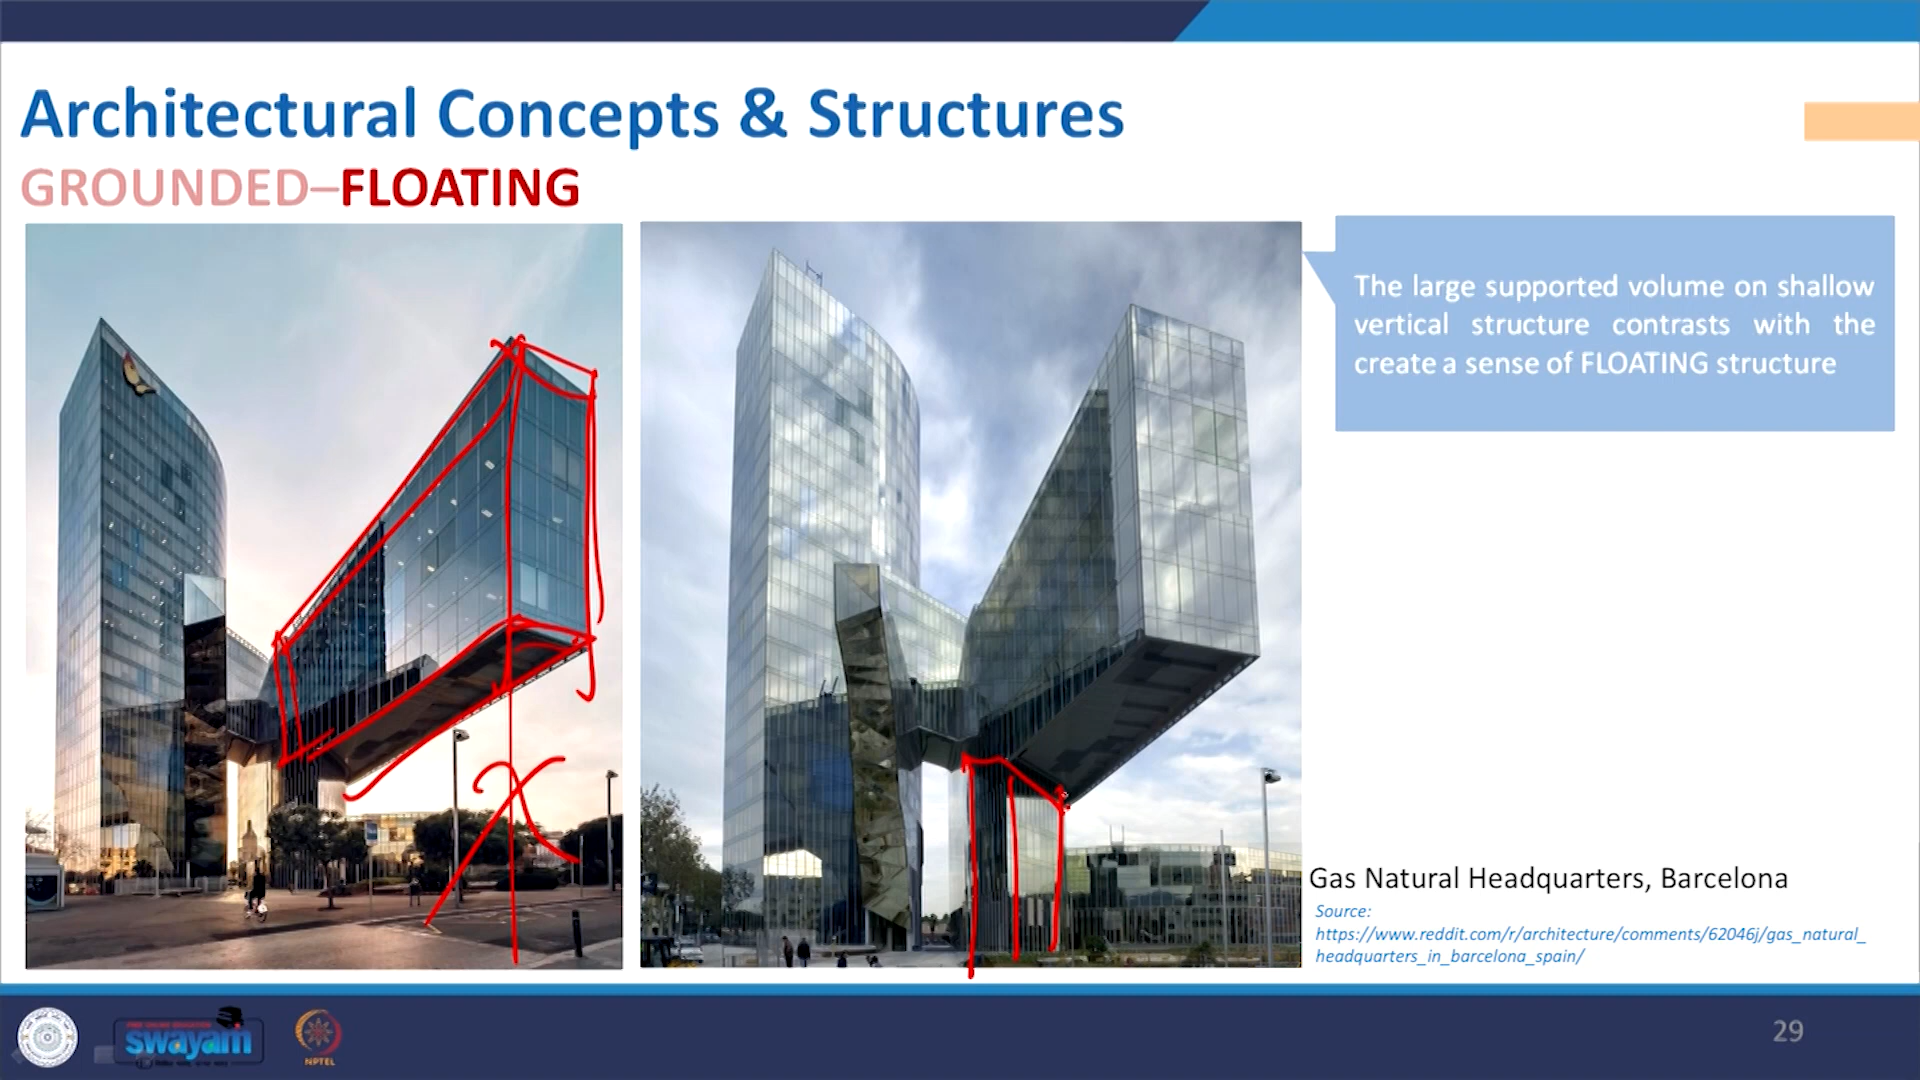 Architectural Concepts & Structures
GROUNDED–FLOATING
The large supported volume on shallow
vertical structure contrasts with the
create a sense of FLOATING structure
Gas Natural Headquarters, Barcelona
Source:
https://www.reddit.com/r/architecture/comments/62046j/gas_natural_
headquarters_in_barcelona_spain/
swayam
NPTEL
29